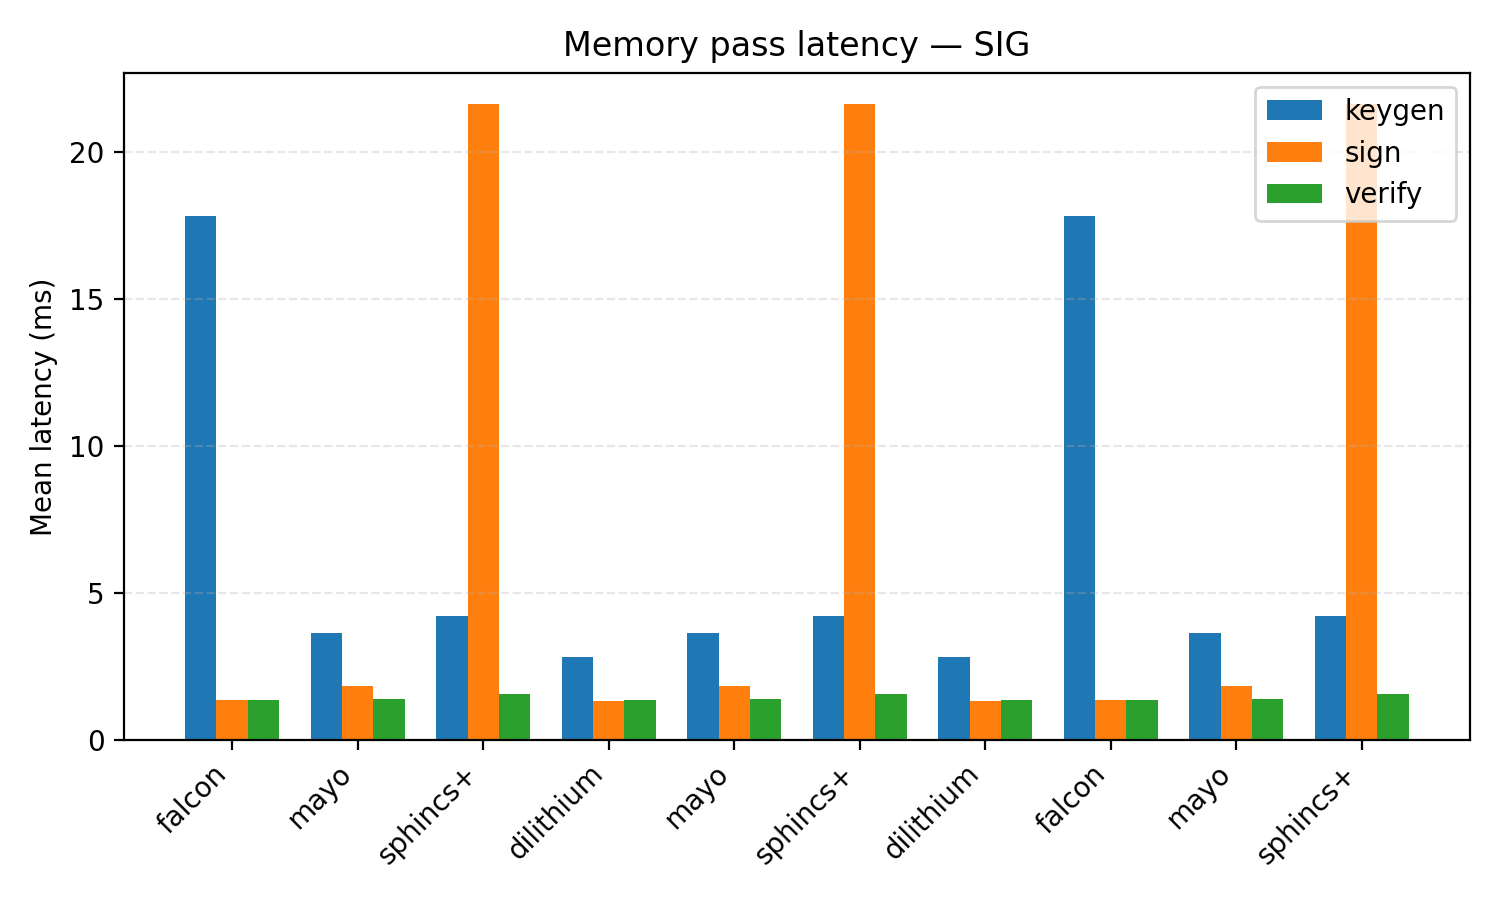 Memory pass latency — SIG
keygen
sign
verify
Mean latency (ms)
20
15
10
5
0
falcon
mayo
sphincs+
dilithium
mayo
sphincs+
dilithium
falcon
mayo
sphincs+